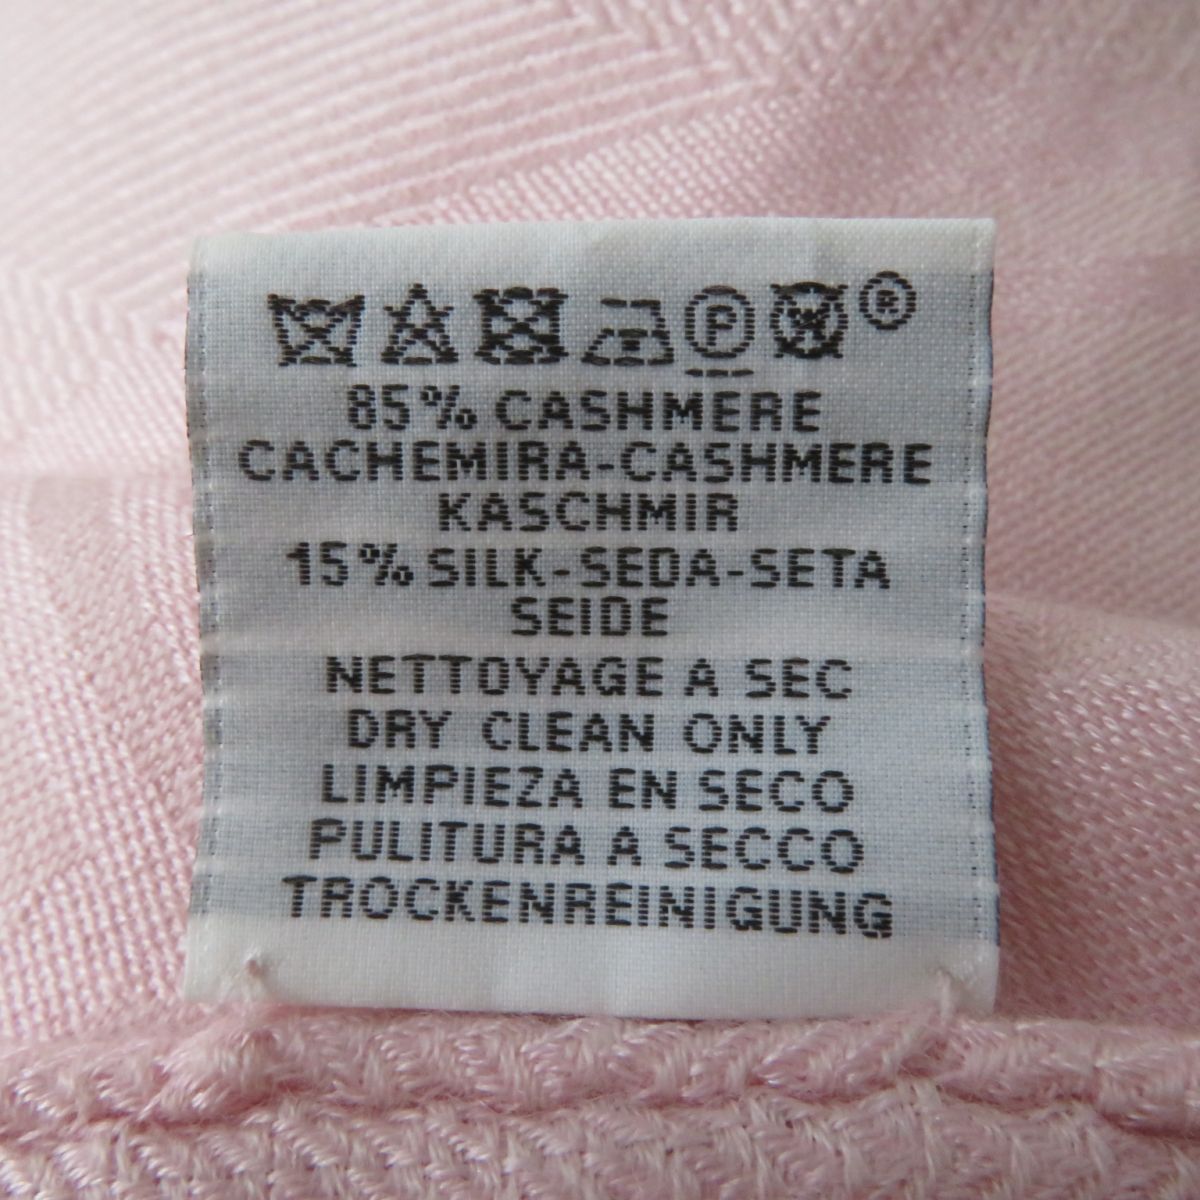 P ®
85% CASHMERE
CACHEMIRA-CASHMERE
KASCHMIR
15% SILK-SEDA-SETA
SEIDE
NETTOYAGE A SEC
DRY CLEAN ONLY
LIMPIEZA EN SECO
PULITURA A SECCO
TROCKENREINIGUNG